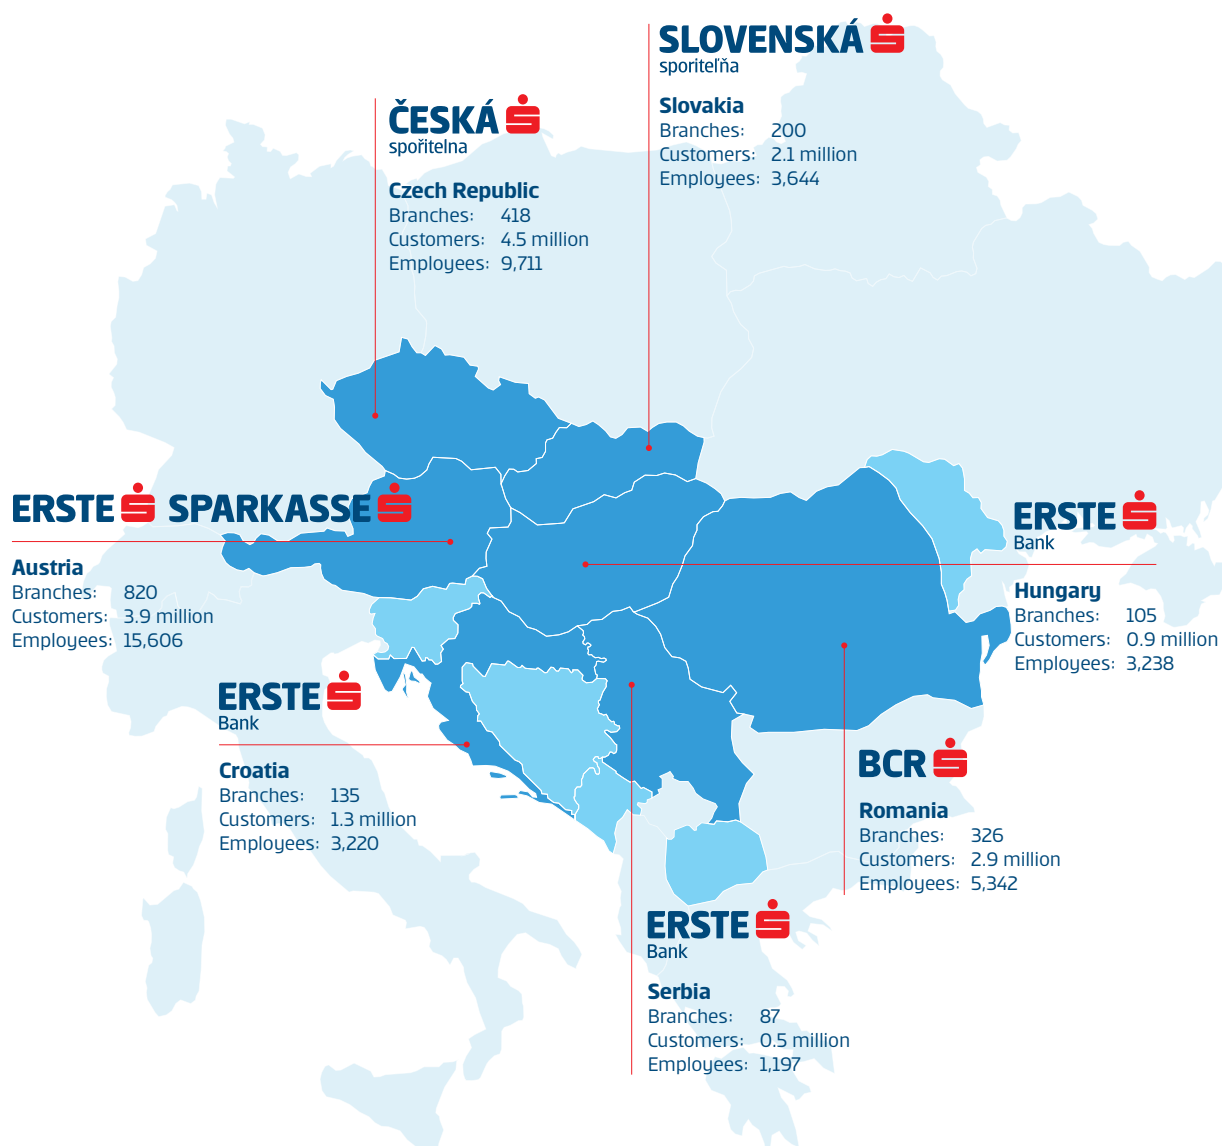 SLOVENSKÁ
sporiteľňa
Slovakia
Branches: 200
Customers: 2.1 million
Employees: 3,644
ČESKÁ
spořitelna
Czech Republic
Branches: 418
Customers: 4.5 million
Employees: 9,711
ERSTE SPARKASSE
Austria
Branches: 820
Customers: 3.9 million
Employees: 15,606
ERSTE
Bank
Hungary
Branches: 105
Customers: 0.9 million
Employees: 3,238
ERSTE
Bank
Croatia
Branches: 135
Customers: 1.3 million
Employees: 3,220
BCR
Romania
Branches: 326
Customers: 2.9 million
Employees: 5,342
ERSTE
Bank
Serbia
Branches: 87
Customers: 0.5 million
Employees: 1,197